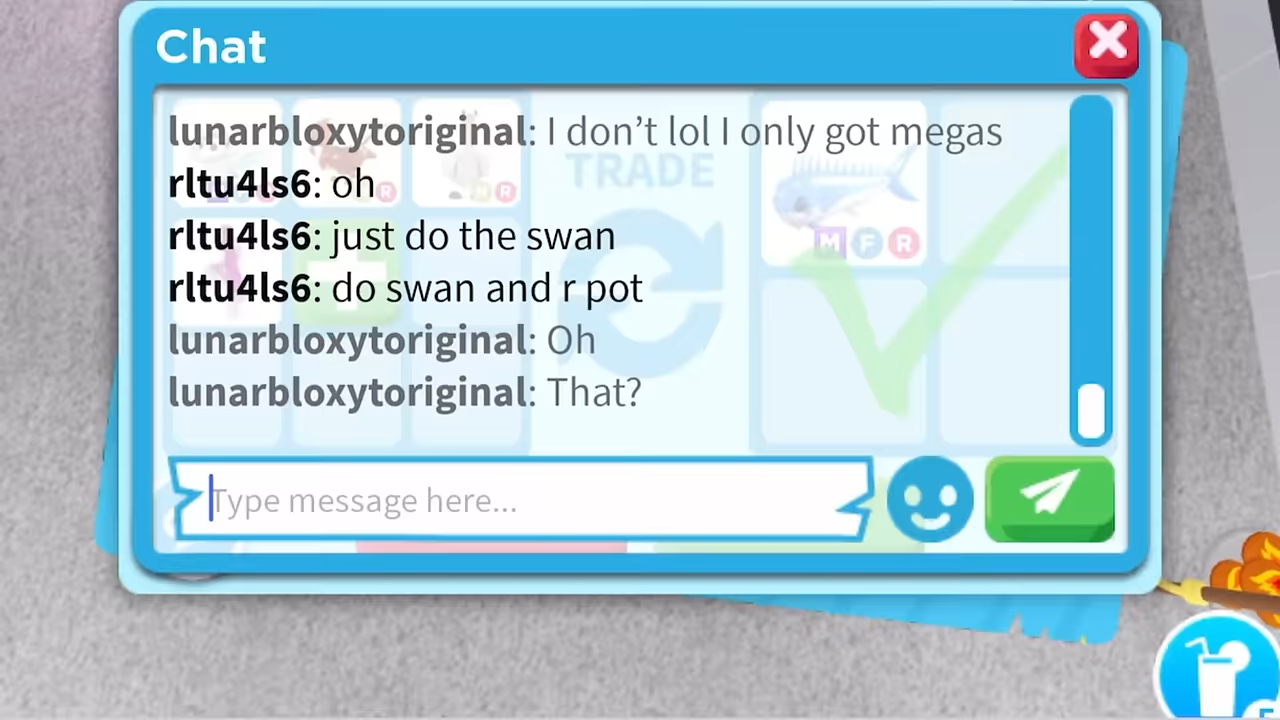 Chat
lunarbloxytoriginal: I don’t lol I only got megas
TRADE
rltu4ls6: oh
R
N R
rltu4ls6: just do the swan
M F R
rltu4ls6: do swan and r pot
lunarbloxytoriginal: Oh
lunarbloxytoriginal: That?
Type message here...